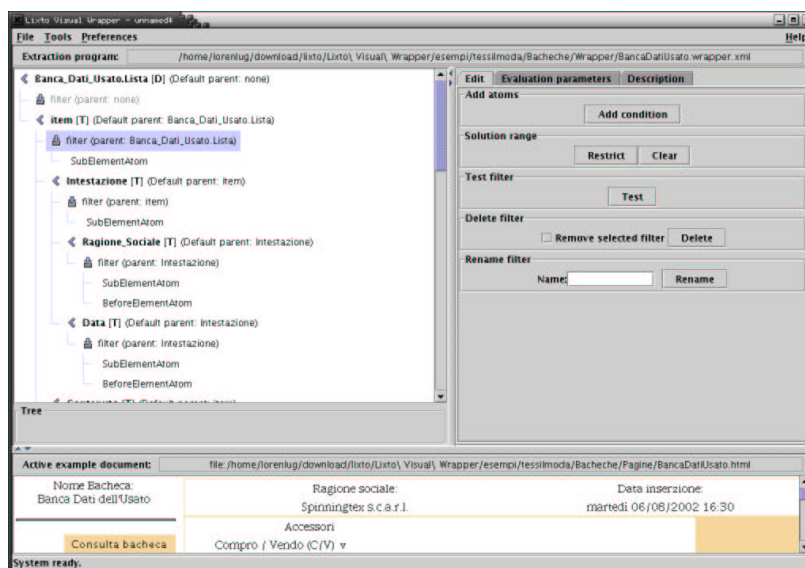 Lixto Visual Wrapper - unnamed#
File Tools Preferences Help
Extraction program: /home/lorenlug/download/lixto/Lixto\ Visual\ Wrapper/esempi/tessilmoda/Bacheche/Wrapper/BancaDatiUsato.wrapper.xml
Banca_Dati_Usato.Lista [D] (Default parent: none)
filter (parent: none)
item [T] (Default parent: Banca_Dati_Usato.Lista)
filter (parent: Banca_Dati_Usato.Lista)
SubElementAtom
Intestazione [T] (Default parent: item)
filter (parent: item)
SubElementAtom
Ragione_Sociale [T] (Default parent: Intestazione)
filter (parent: Intestazione)
SubElementAtom
BeforeElementAtom
Data [T] (Default parent: Intestazione)
filter (parent: Intestazione)
SubElementAtom
BeforeElementAtom
Tree
Edit Evaluation parameters Description
Add atoms
Add condition
Solution range
Restrict Clear
Test filter
Test
Delete filter
Remove selected filter Delete
Rename filter
Name: Rename
Active example document: file:/home/lorenlug/download/lixto/Lixto\ Visual\ Wrapper/esempi/tessilmoda/Bacheche/Pagine/BancaDatiUsato.html
Nome Bacheca:
Banca Dati dell'Usato
Consulta bacheca
Ragione sociale: Data inserzione:
Spinningtex s.c.a.r.l. martedì 06/08/2002 16:30
Accessori
Compro / Vendo (C/V) v
System ready.